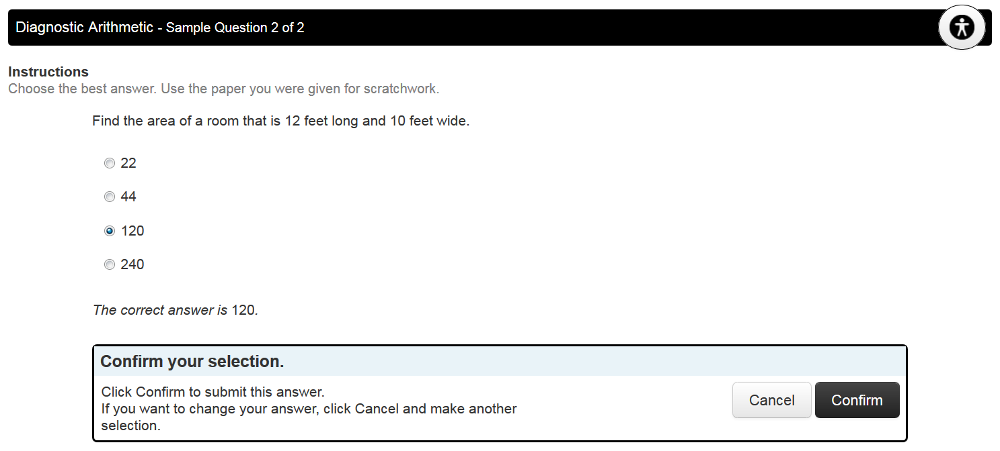 Diagnostic Arithmetic - Sample Question 2 of 2
Instructions
Choose the best answer. Use the paper you were given for scratchwork.
Find the area of a room that is 12 feet long and 10 feet wide.
22
44
120
240
The correct answer is 120.
Confirm your selection.
Click Confirm to submit this answer.
If you want to change your answer, click Cancel and make another
selection.
Cancel
Confirm